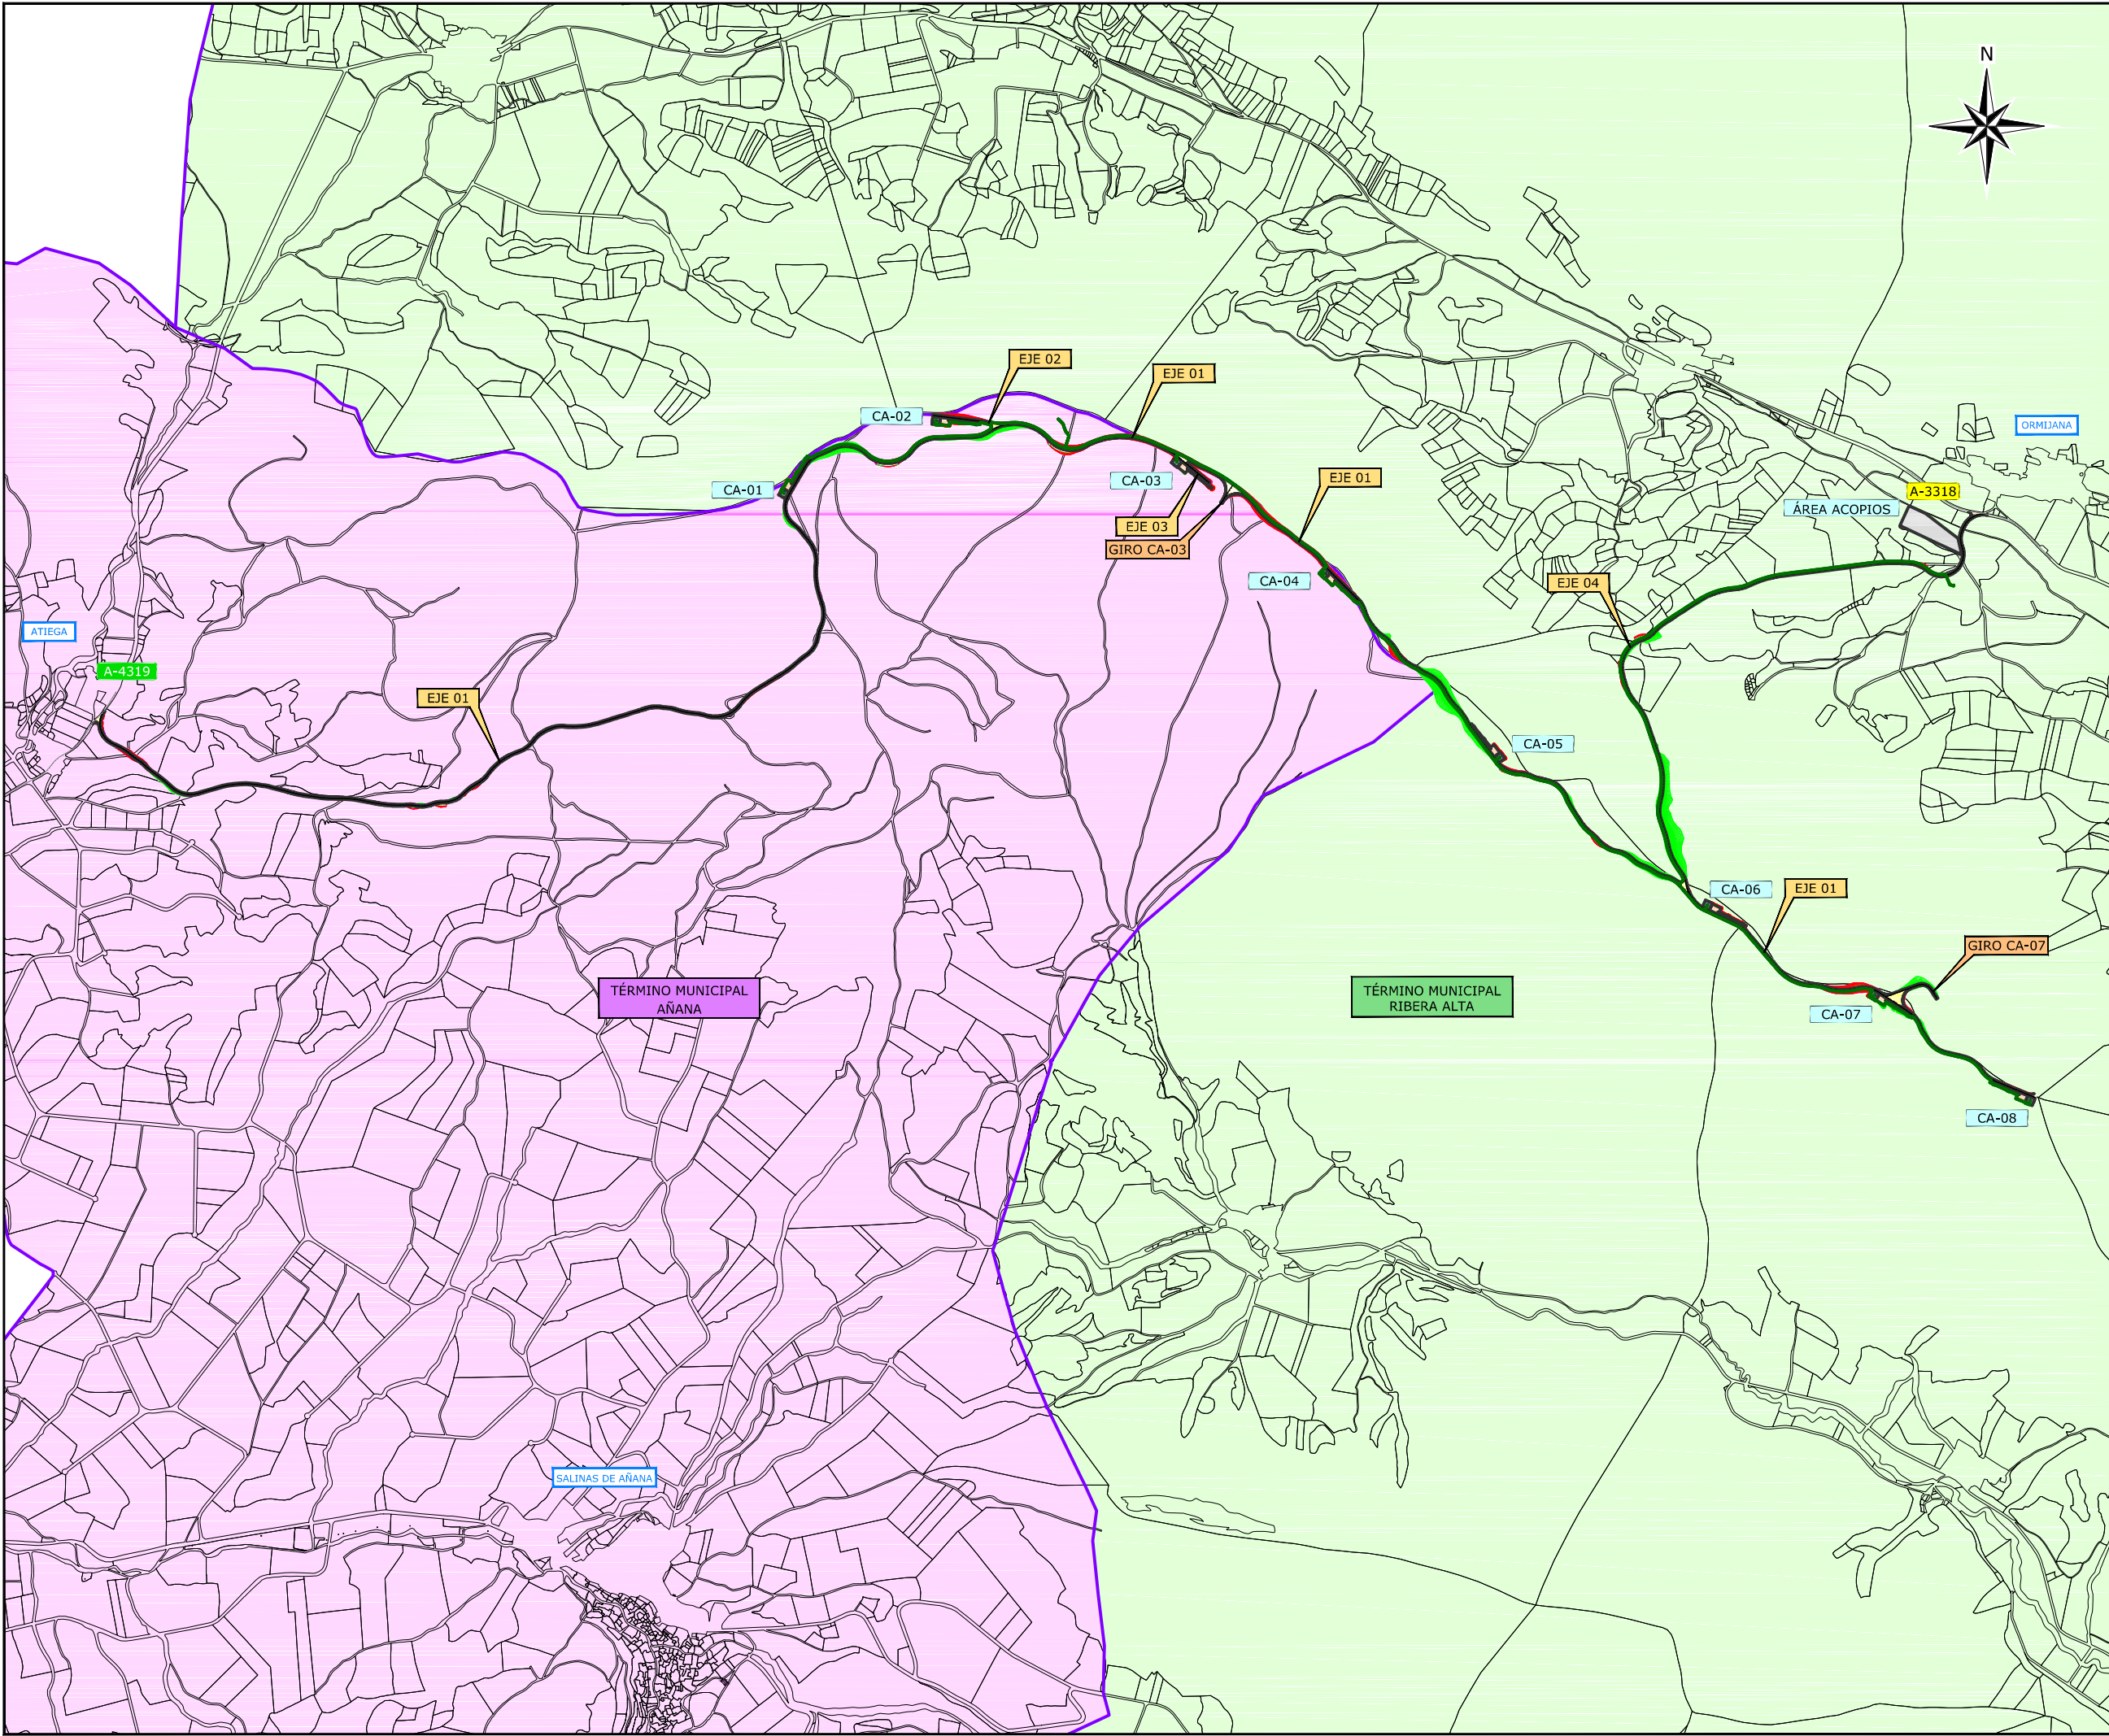 N
EJE 02
EJE 01
CA-02
ORMIJANA
CA-03
EJE 01
CA-01
A-3318
ÁREA ACOPIOS
EJE 03
GIRO CA-03
CA-04
EJE 04
ATIEGA
A-4319
EJE 01
CA-05
CA-06
EJE 01
GIRO CA-07
TÉRMINO MUNICIPAL
AÑANA
TÉRMINO MUNICIPAL
RIBERA ALTA
CA-07
CA-08
SALINAS DE AÑANA